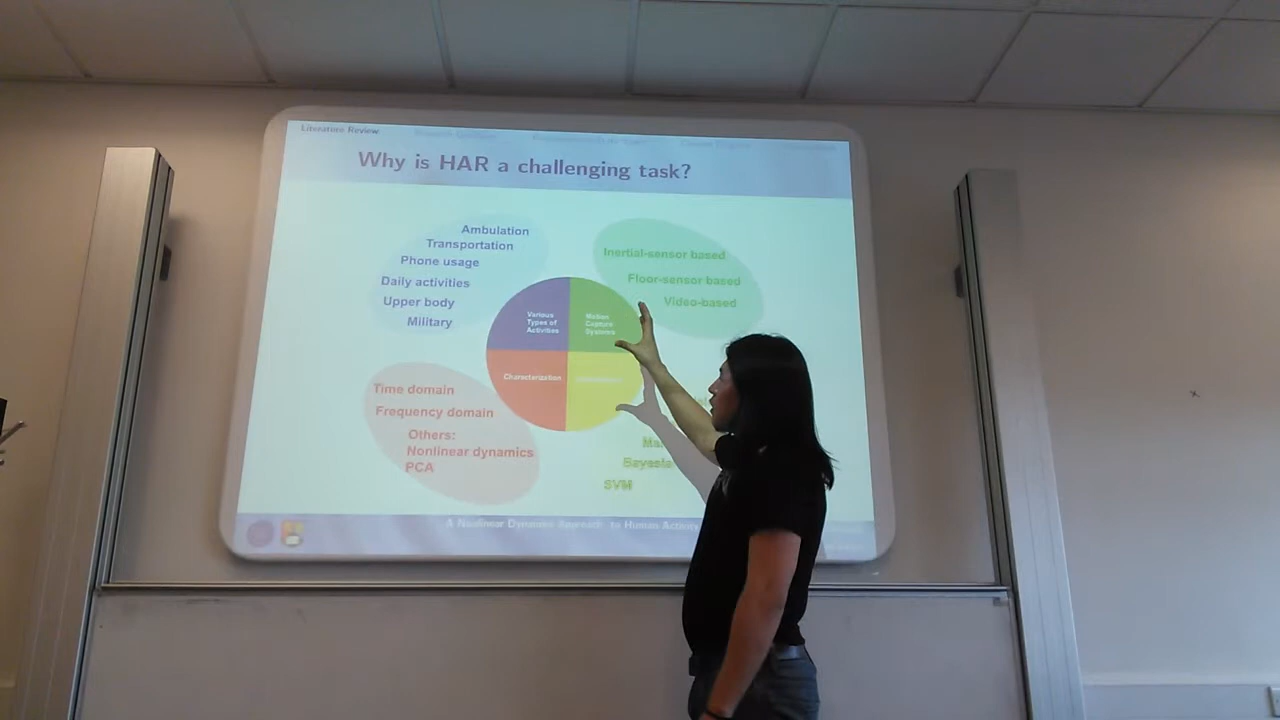 Literature Review
Why is HAR a challenging task?
Ambulation
Transportation
Phone usage
Daily activities
Upper body
Military
Inertial-sensor based
Floor-sensor based
Video-based
Various
Types of
Activities
Motion
Capture
Systems
Characterization
Time domain
Frequency domain
Others:
Nonlinear dynamics
PCA
Ma
Bayesia
SVM
A Nonlinear Dynamics Approach to Human Activ